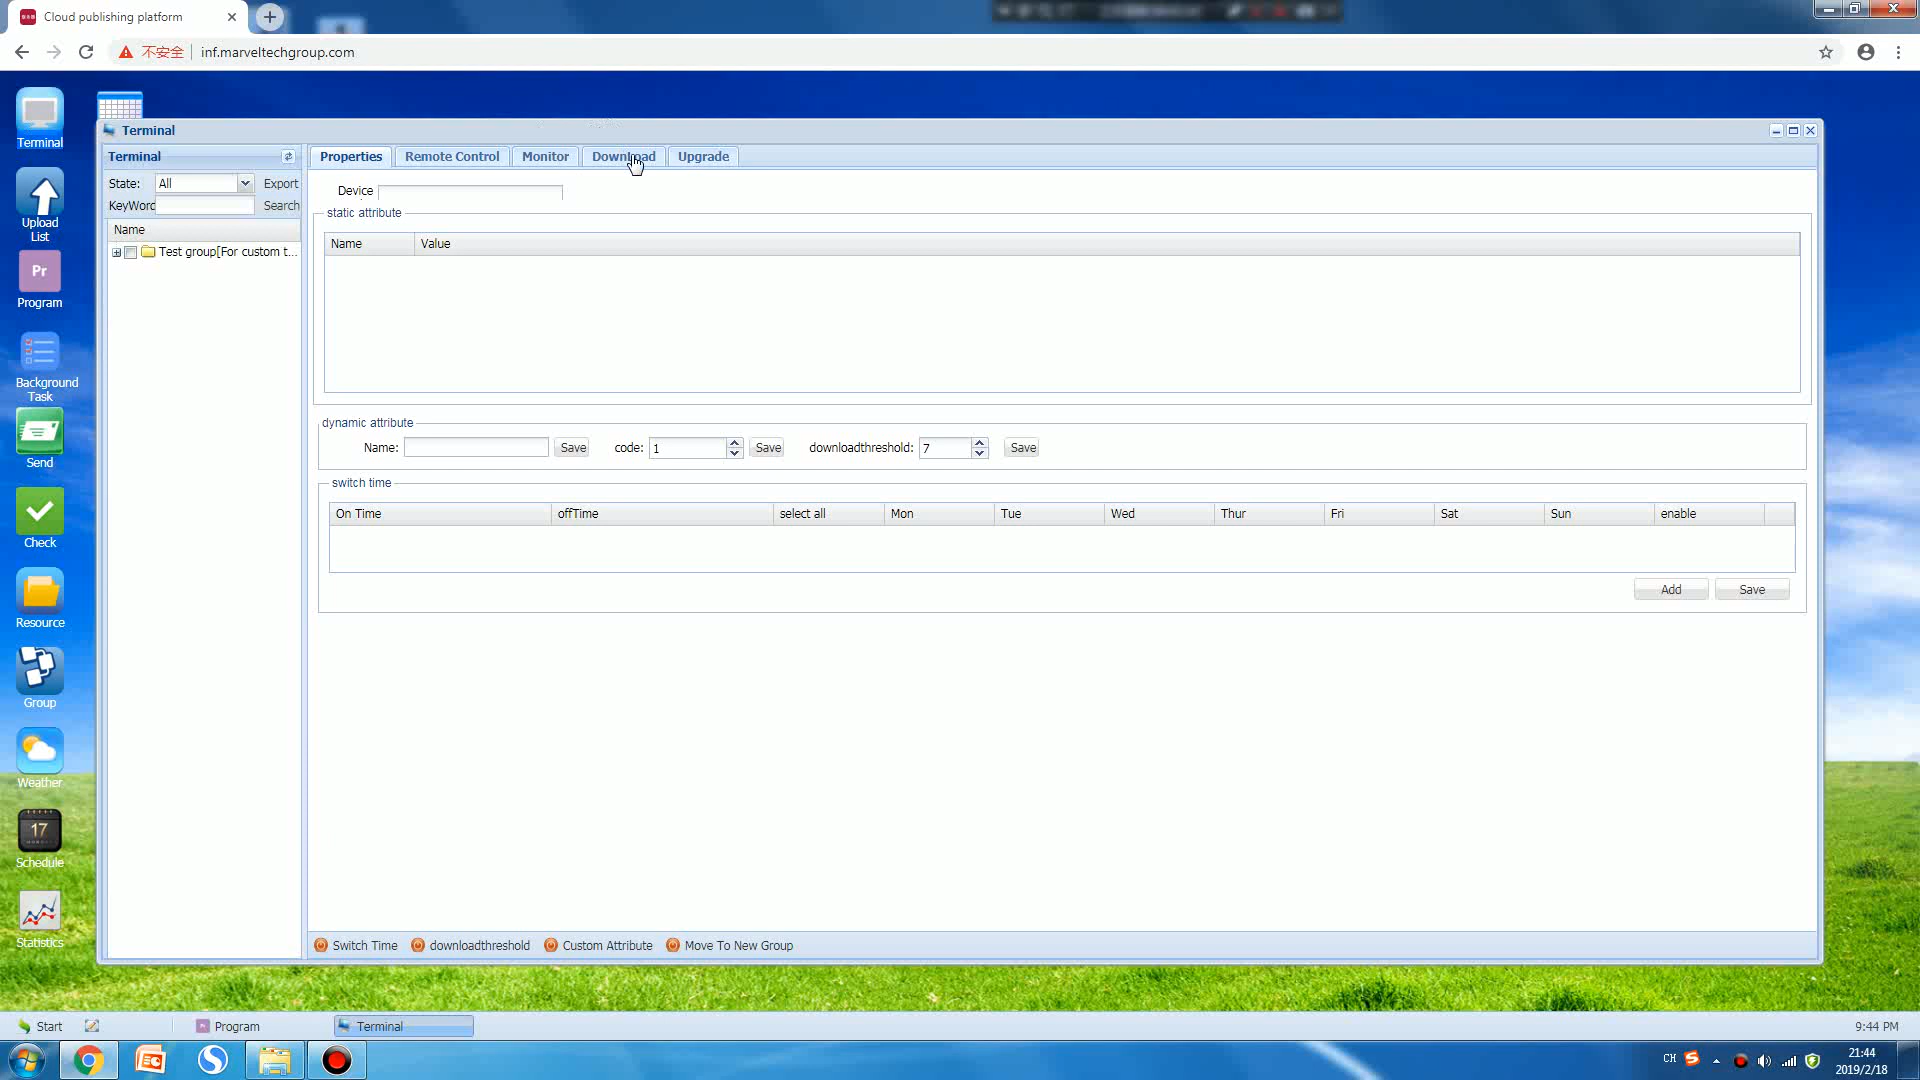 Cloud publishing platform
不安全 inf.marveltechgroup.com
Terminal
Upload List
Pr
Program
Background Task
Send
Check
Resource
Group
Weather
17
Schedule
Statistics
Terminal
Terminal
State: All Export
KeyWord Search
Name
Test group[For custom t...
Properties Remote Control Monitor Download Upgrade
Device
static attribute
Name Value
dynamic attribute
Name: Save code: 1 Save downloadthreshold: 7 Save
switch time
On Time offTime select all Mon Tue Wed Thur Fri Sat Sun enable
Add Save
Switch Time downloadthreshold Custom Attribute Move To New Group
Start Pr Program Terminal 9:44 PM
CH 21:44
2019/2/18